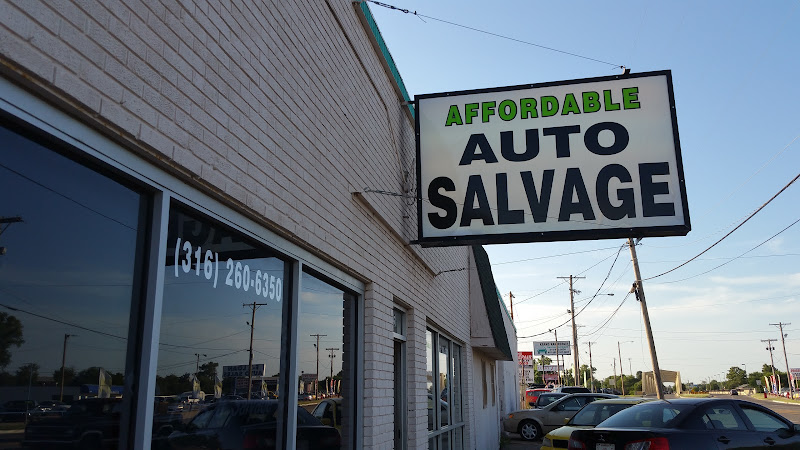 AFFORDABLE
AUTO
SALVAGE
(316) 260-6350